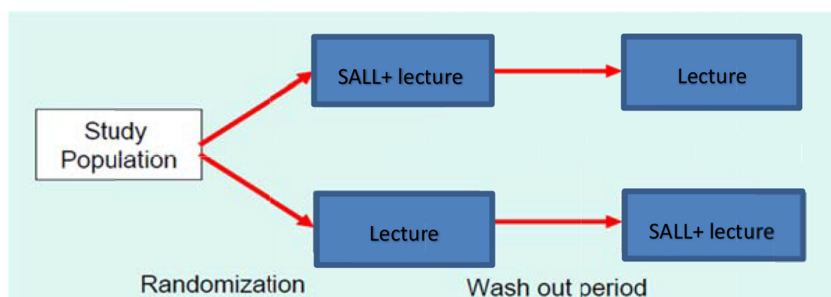 SALL+ lecture
Lecture
Study
Population
Lecture
SALL+ lecture
Randomization
Wash out period